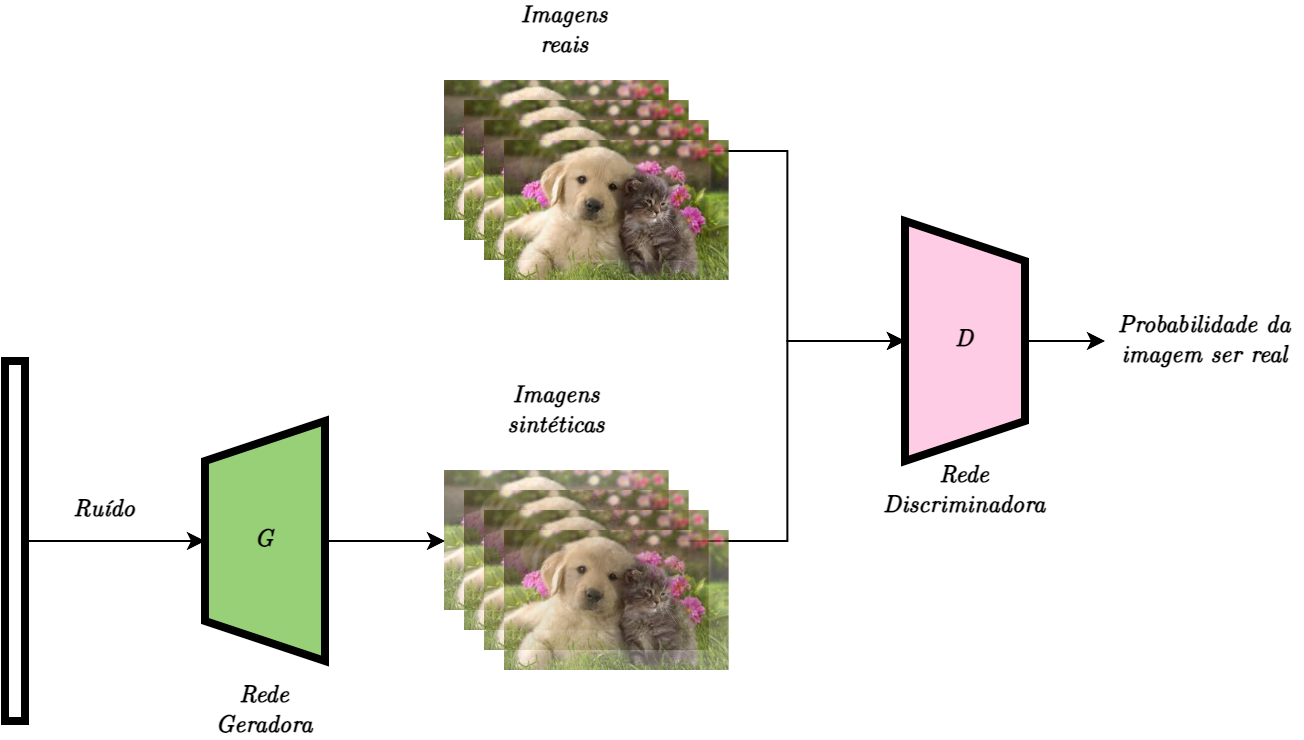 Imagens
reais
D
Probabilidade da
imagem ser real
Rede
Discriminadora
Imagens
sintéticas
Ruído
G
Rede
Geradora